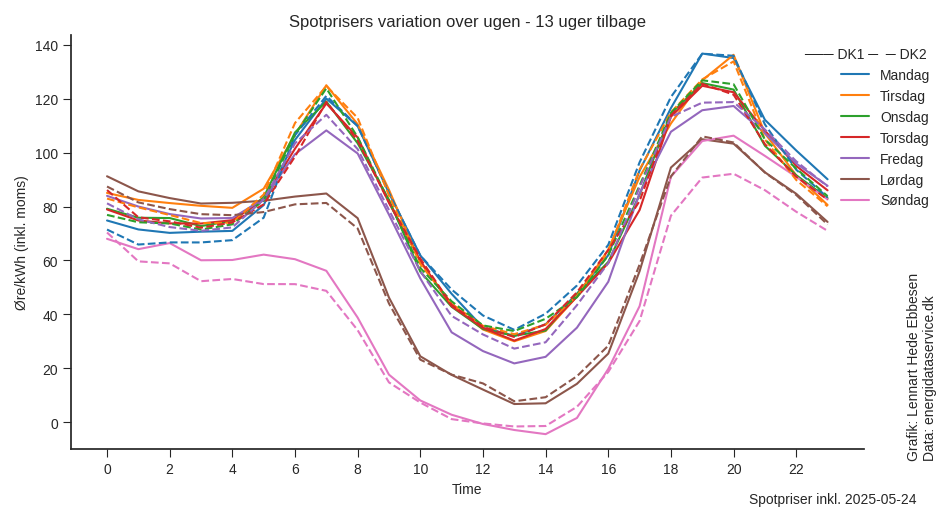 Spotprisers variation over ugen - 13 uger tilbage
DK1 DK2
Mandag
Tirsdag
Onsdag
Torsdag
Fredag
Lørdag
Søndag
Øre/kWh (inkl. moms)
140
120
100
80
60
40
20
0
0 2 4 6 8 10 12 14 16 18 20 22
Time
Grafik: Lennart Hede Ebbesen
Data: energidataservice.dk
Spotpriser inkl. 2025-05-24